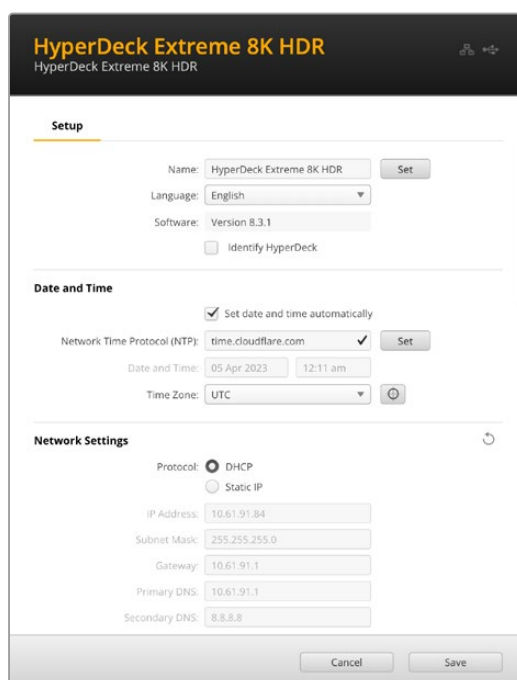 HyperDeck Extreme 8K HDR
HyperDeck Extreme 8K HDR
Setup
Name: HyperDeck Extreme 8K HDR Set
Language: English
Software: Version 8.3.1
Identify HyperDeck
Date and Time
Set date and time automatically
Network Time Protocol (NTP): time.cloudflare.com Set
Date and Time: 05 Apr 2023 12:11 am
Time Zone: UTC
Network Settings
Protocol: DHCP
Static IP
IP Address: 10.61.91.84
Subnet Mask: 255.255.255.0
Gateway: 10.61.91.1
Primary DNS: 10.61.91.1
Secondary DNS: 8.8.8.8
Cancel Save